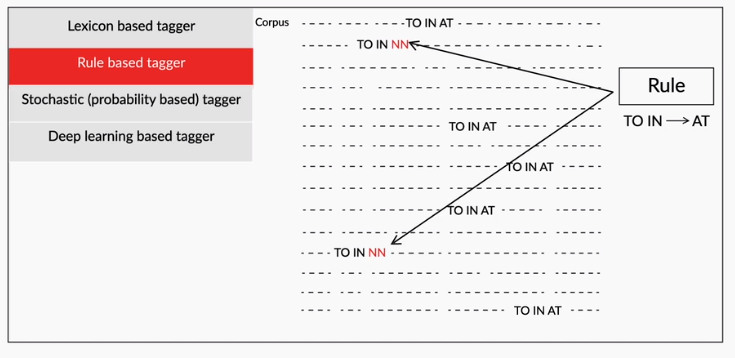 Lexicon based tagger
Rule based tagger
Stochastic (probability based) tagger
Deep learning based tagger
Corpus
TO IN AT
TO IN NN
TO IN AT
TO IN AT
TO IN AT
TO IN NN
TO IN AT
Rule
TO IN → AT